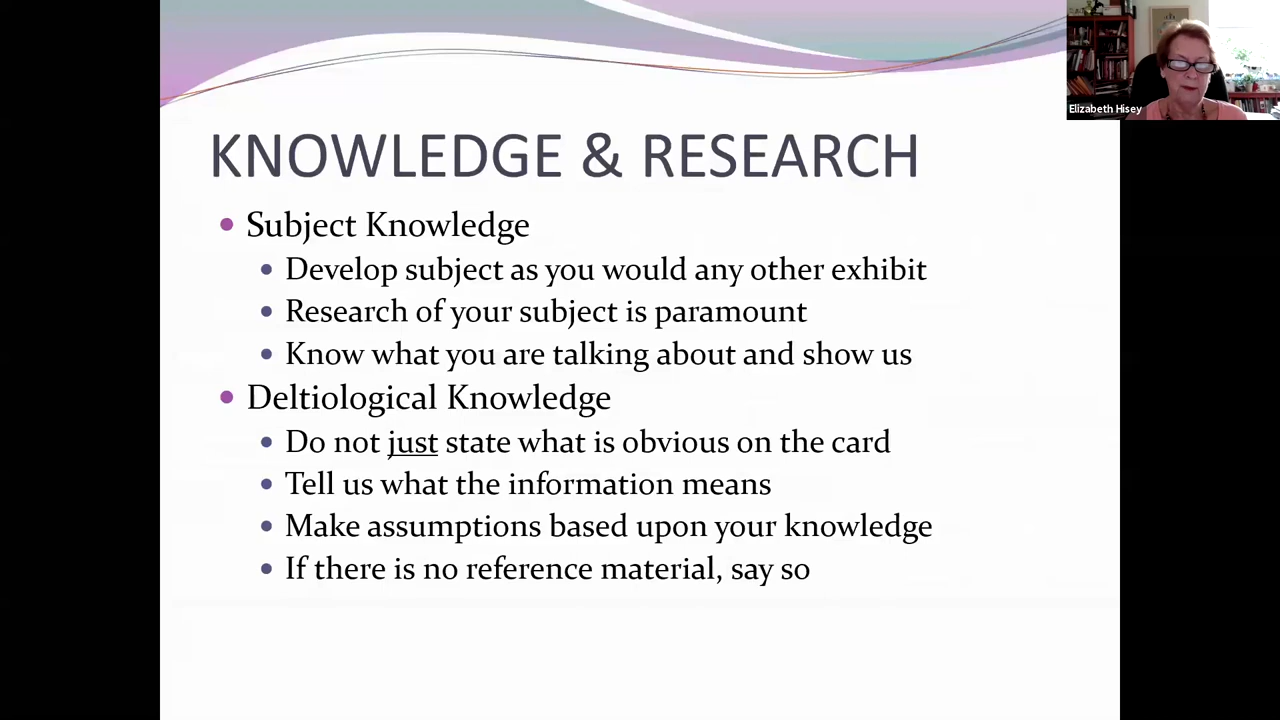 Elizabeth Hisey
KNOWLEDGE & RESEARCH
Subject Knowledge
Develop subject as you would any other exhibit
Research of your subject is paramount
Know what you are talking about and show us
Deltiological Knowledge
Do not just state what is obvious on the card
Tell us what the information means
Make assumptions based upon your knowledge
If there is no reference material, say so